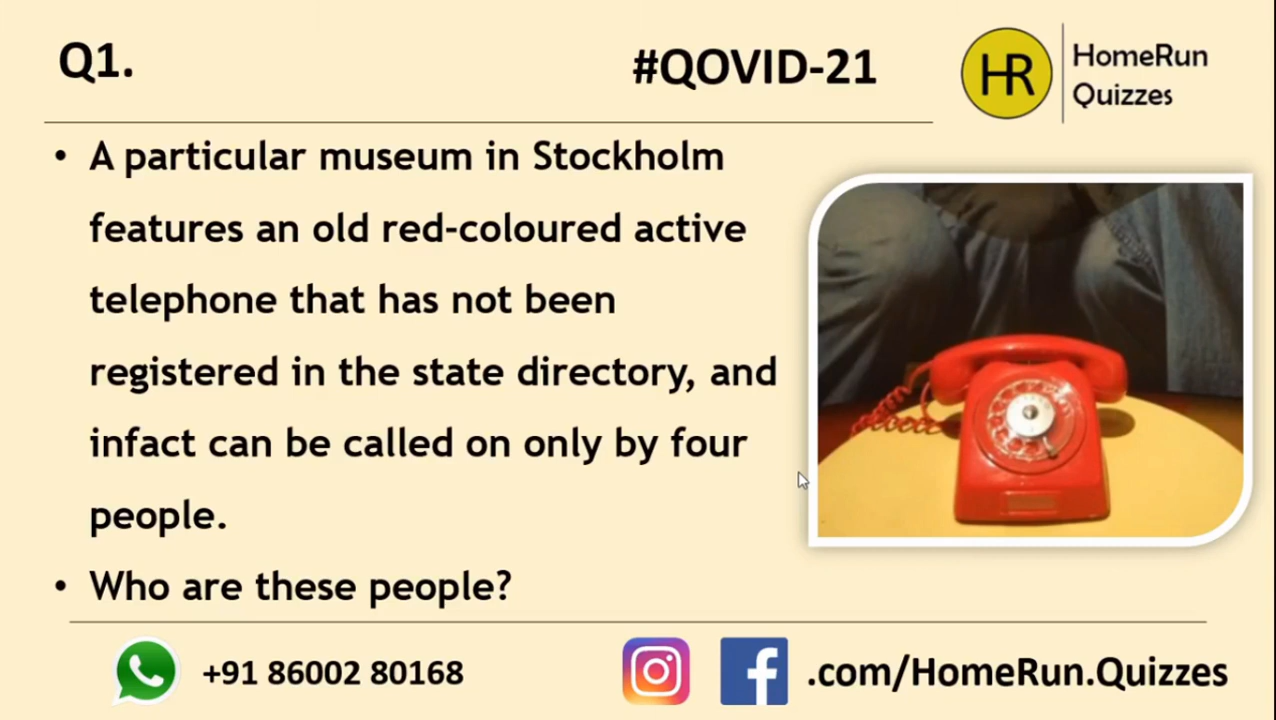 Q1.
#QOVID-21
HR
HomeRun
Quizzes
• A particular museum in Stockholm
features an old red-coloured active
telephone that has not been
registered in the state directory, and
infact can be called on only by four
people.
• Who are these people?
+91 86002 80168
.com/HomeRun.Quizzes